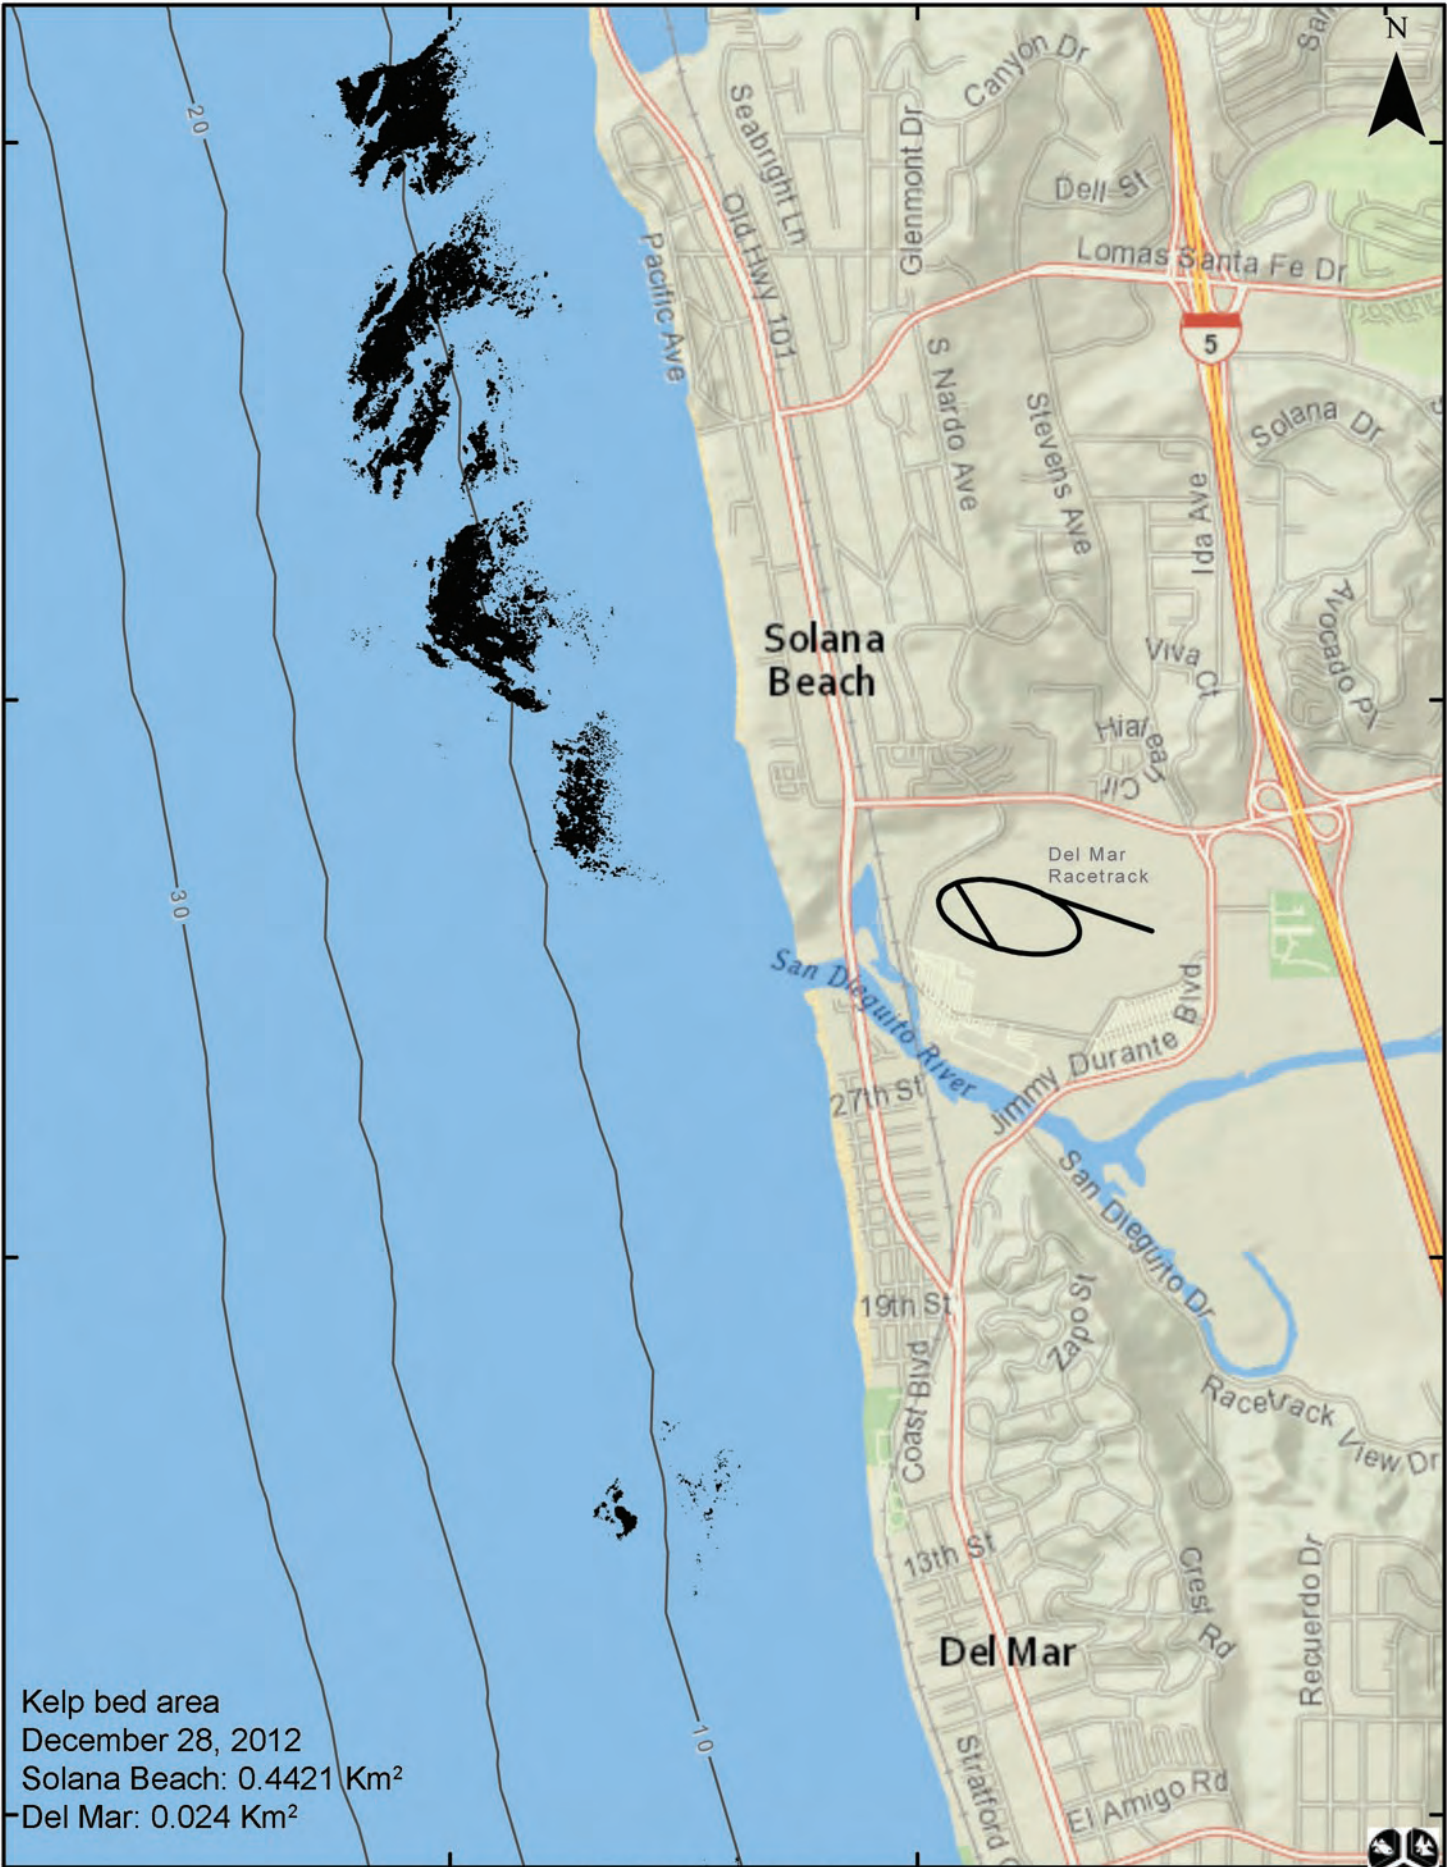 N
San
Canyon Dr
20
Seabright Ln
Glenmont Dr
Dell St
Old Hwy 101
Pacific Ave
Lomas Santa Fe Dr
5
S Nardo Ave
Stevens Ave
Solana Dr
Ida Ave
Avocado Pl
Solana
Beach
Viva Ct
Hialeah
Cir
Del Mar
Racetrack
30
San Dieguito River
Jimmy Durante Blvd
27th St
San Dieguito Dr
19th St
Zapo St
Coast Blvd
Racetrack View Dr
13th St
Crest Rd
Recuerdo Dr
Del Mar
10
Stratford
El Amigo Rd
Kelp bed area
December 28, 2012
Solana Beach: 0.4421 Km²
Del Mar: 0.024 Km²